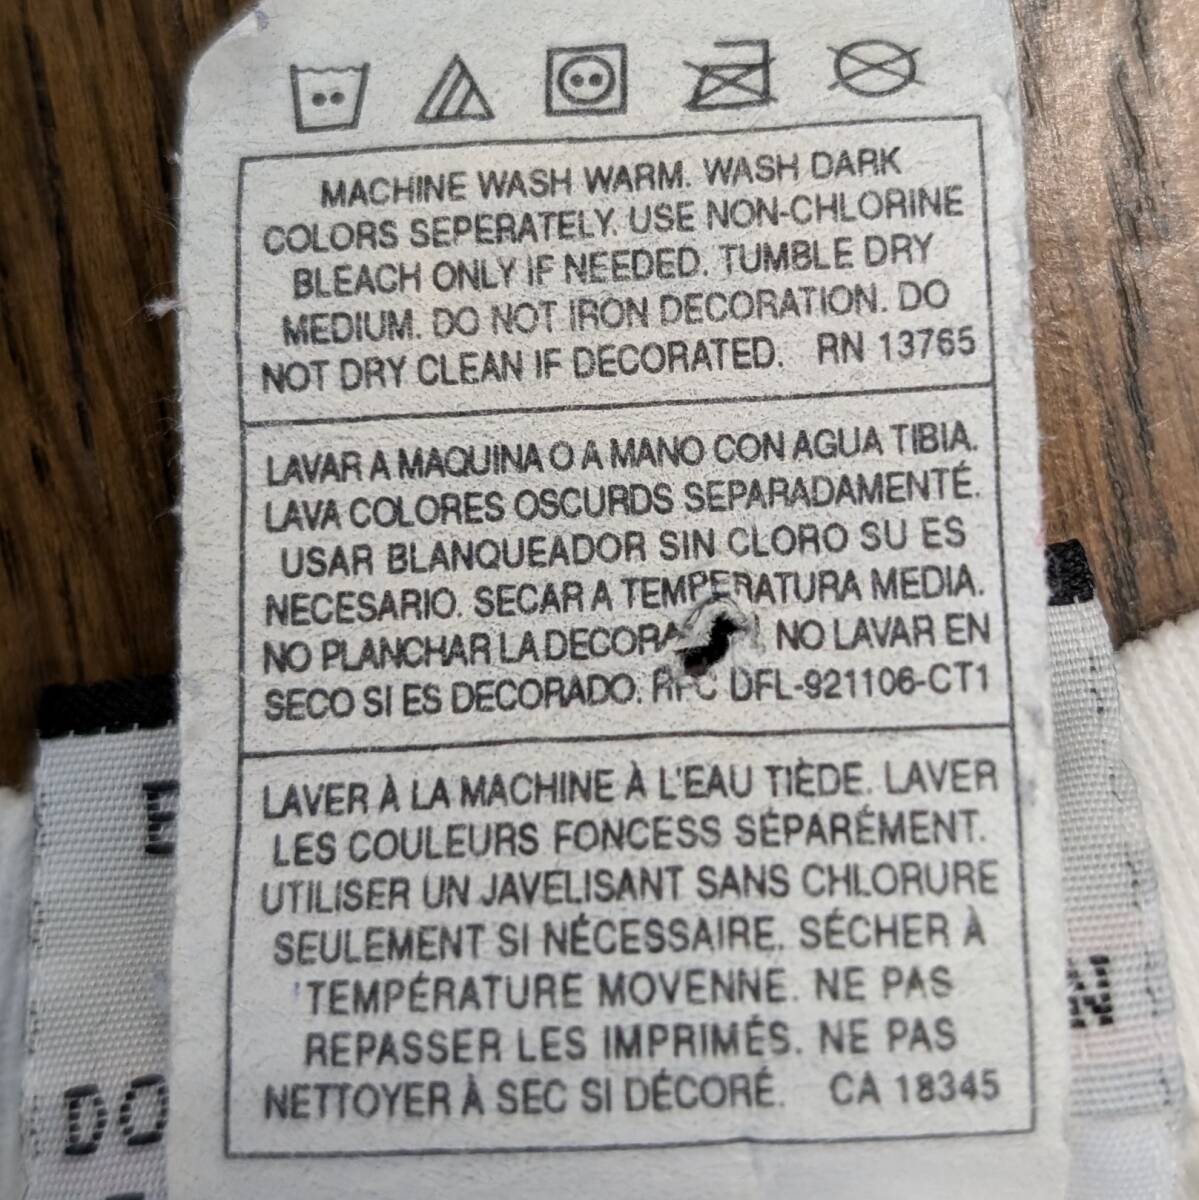 MACHINE WASH WARM. WASH DARK
COLORS SEPERATELY. USE NON-CHLORINE
BLEACH ONLY IF NEEDED. TUMBLE DRY
MEDIUM. DO NOT IRON DECORATION. DO
NOT DRY CLEAN IF DECORATED. RN 13765
LAVAR A MAQUINA O A MANO CON AGUA TIBIA.
LAVA COLORES OSCURDS SEPARADAMENTÉ.
USAR BLANQUEADOR SIN CLORO SU ES
NECESARIO. SECAR A TEMPERATURA MEDIA.
NO PLANCHAR LA NO LAVAR EN
SECO SI ES DECORADO. RFC DFL-921106-CT1
LAVER À LA MACHINE À L'EAU TIÈDE. LAVER
LES COULEURS FONCESS SÉPARÉMENT.
UTILISER UN JAVELISANT SANS CHLORURE
SEULEMENT SI NÉCESSAIRE. SÉCHER À
TEMPÉRATURE MOVENNE. NE PAS
REPASSER LES IMPRIMÉS. NE PAS
NETTOYER À SEC SI DÉCORÉ. CA 18345